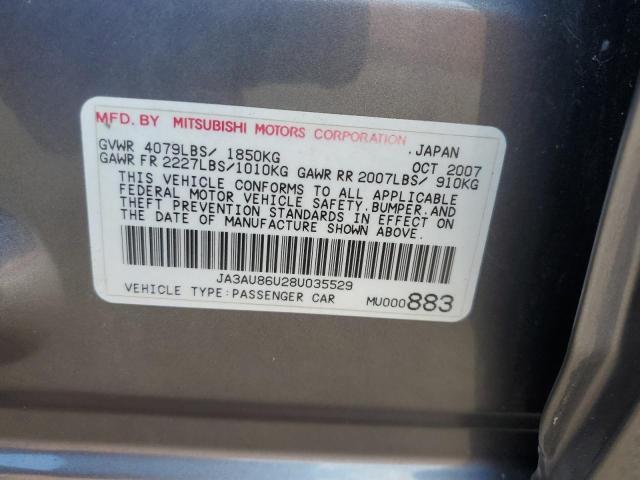 MFD.BY MITSUBISHI MOTORS CORPORATION .JAPAN
GVWR 4079LBS/ 1850KG OCT 2007
GAWR FR 2227LBS/1010KG GAWR RR 2007LBS/ 910KG
THIS VEHICLE CONFORMS TO ALL APPLICABLE
FEDERAL MOTOR VEHICLE SAFETY.BUMPER.AND
THEFT PREVENTION STANDARDS IN EFFECT ON
THE DATE OF MANUFACTURE SHOWN ABOVE.
JA3AU86U28U035529
VEHICLE TYPE:PASSENGER CAR MU000883